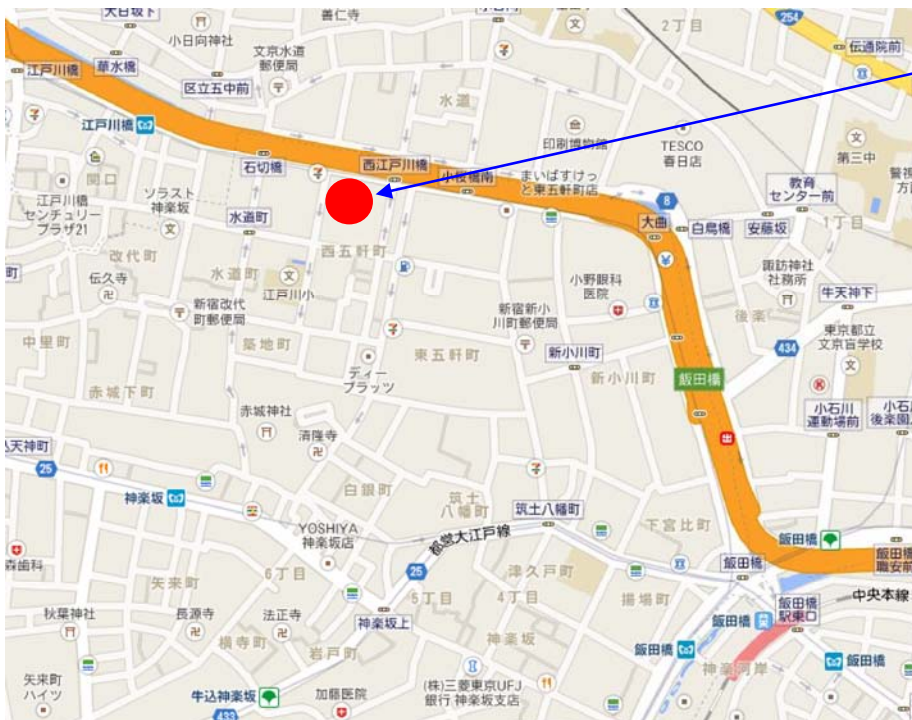 大日坂下
善仁寺
2丁目
254
伝通院前
小日向神社
文京水道
郵便局
江戸川橋
華水橋
区立五中前
水道
江戸川橋
石切橋
西江戸川橋
小桜橋南
印刷博物館
まいばすけっ
と東五軒町店
TESCO
春日店
第三中
教育
センター前
関口
江戸川橋
センチュリー
プラザ21
ソラスト
神楽坂
水道町
8
大曲
白鳥橋
安藤坂
1丁目
改代町
西五軒町
伝久寺
水道町
江戸川小
小野眼科
医院
諏訪神社
社務所
牛天神下
新宿改代
町郵便局
新宿新小
川町郵便局
後楽
中里町
築地町
東五軒町
新小川町
434
東京都立
文京盲学校
ディー
プラッツ
新小川町
飯田橋
赤城下町
赤城神社
小石川
運動場前
清隆寺
出
25
神楽坂
白銀町
筑土
八幡町
筑土八幡町
下宮比町
YOSHIYA
神楽坂店
都営大江戸線
飯田橋
飯田橋
森歯科
矢来町
6丁目
25
津久戸町
飯田橋
職安前
5丁目
4丁目
揚場町
飯田橋
駅東口
中央本線
秋葉神社
長源寺
法正寺
神楽坂上
飯田橋
横寺町
岩戸町
神楽坂
飯田橋
神楽河岸
飯田橋
矢来町
ハイツ
牛込神楽坂
加藤医院
(株)三菱東京UFJ
銀行 神楽坂支店
433